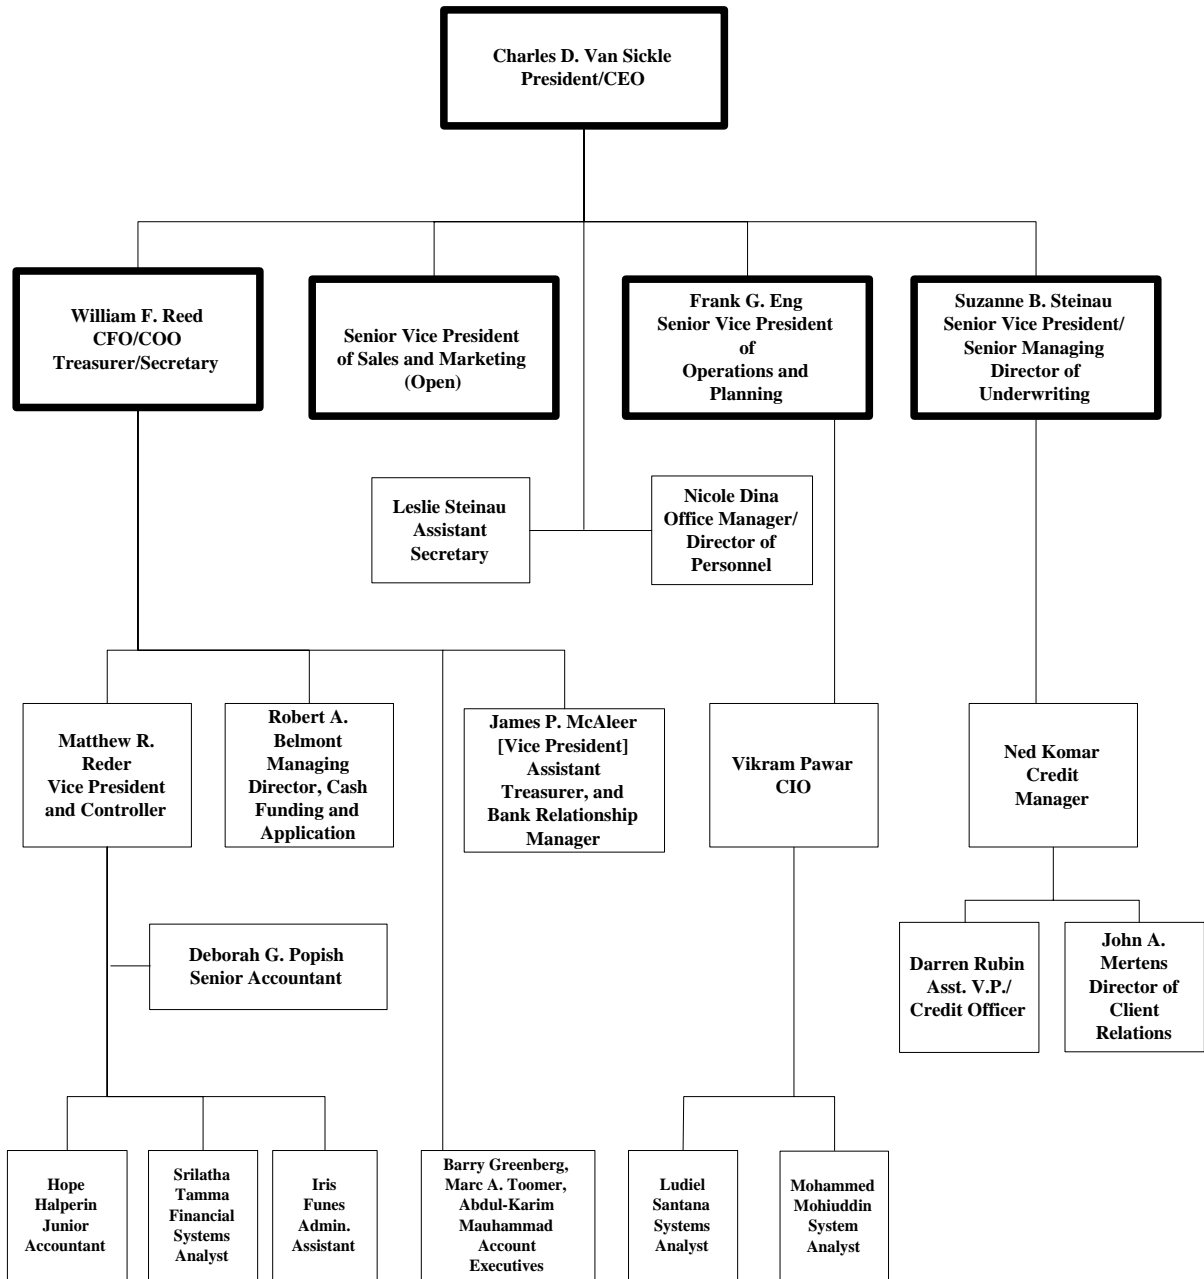 Charles D. Van Sickle
President/CEO
William F. Reed
CFO/COO
Treasurer/Secretary
Senior Vice President
of Sales and Marketing
(Open)
Frank G. Eng
Senior Vice President
of
Operations and
Planning
Suzanne B. Steinau
Senior Vice President/
Senior Managing
Director of
Underwriting
Leslie Steinau
Assistant
Secretary
Nicole Dina
Office Manager/
Director of
Personnel
Matthew R.
Reder
Vice President
and Controller
Robert A.
Belmont
Managing
Director, Cash
Funding and
Application
James P. McAleer
[Vice President]
Assistant
Treasurer, and
Bank Relationship
Manager
Vikram Pawar
CIO
Ned Komar
Credit
Manager
Deborah G. Popish
Senior Accountant
Darren Rubin
Asst. V.P./
Credit Officer
John A.
Mertens
Director of
Client
Relations
Hope
Halperin
Junior
Accountant
Srilatha
Tamma
Financial
Systems
Analyst
Iris
Funes
Admin.
Assistant
Barry Greenberg,
Marc A. Toomer,
Abdul-Karim
Mauhammad
Account
Executives
Ludiel
Santana
Systems
Analyst
Mohammed
Mohiuddin
System
Analyst